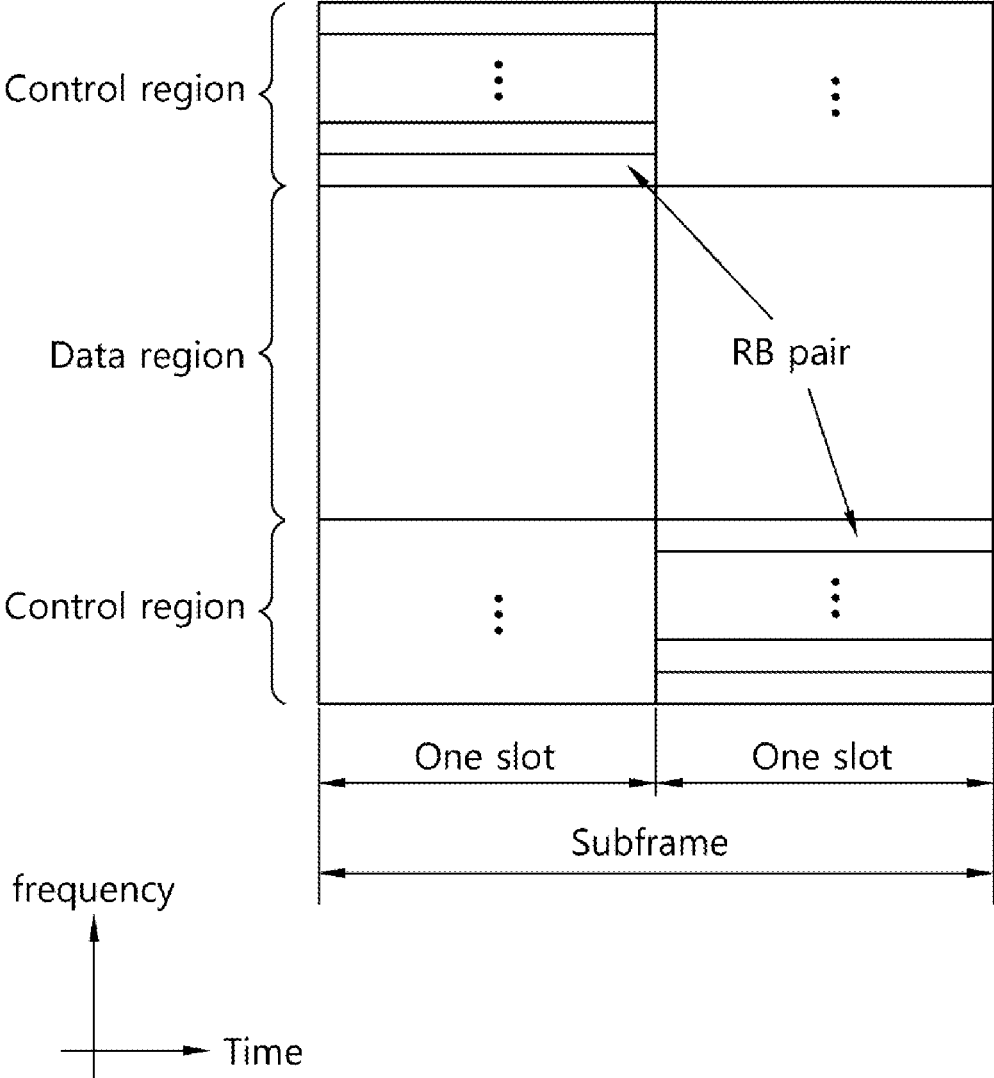 Control region
Data region
RB pair
Control region
One slot
One slot
Subframe
frequency
Time